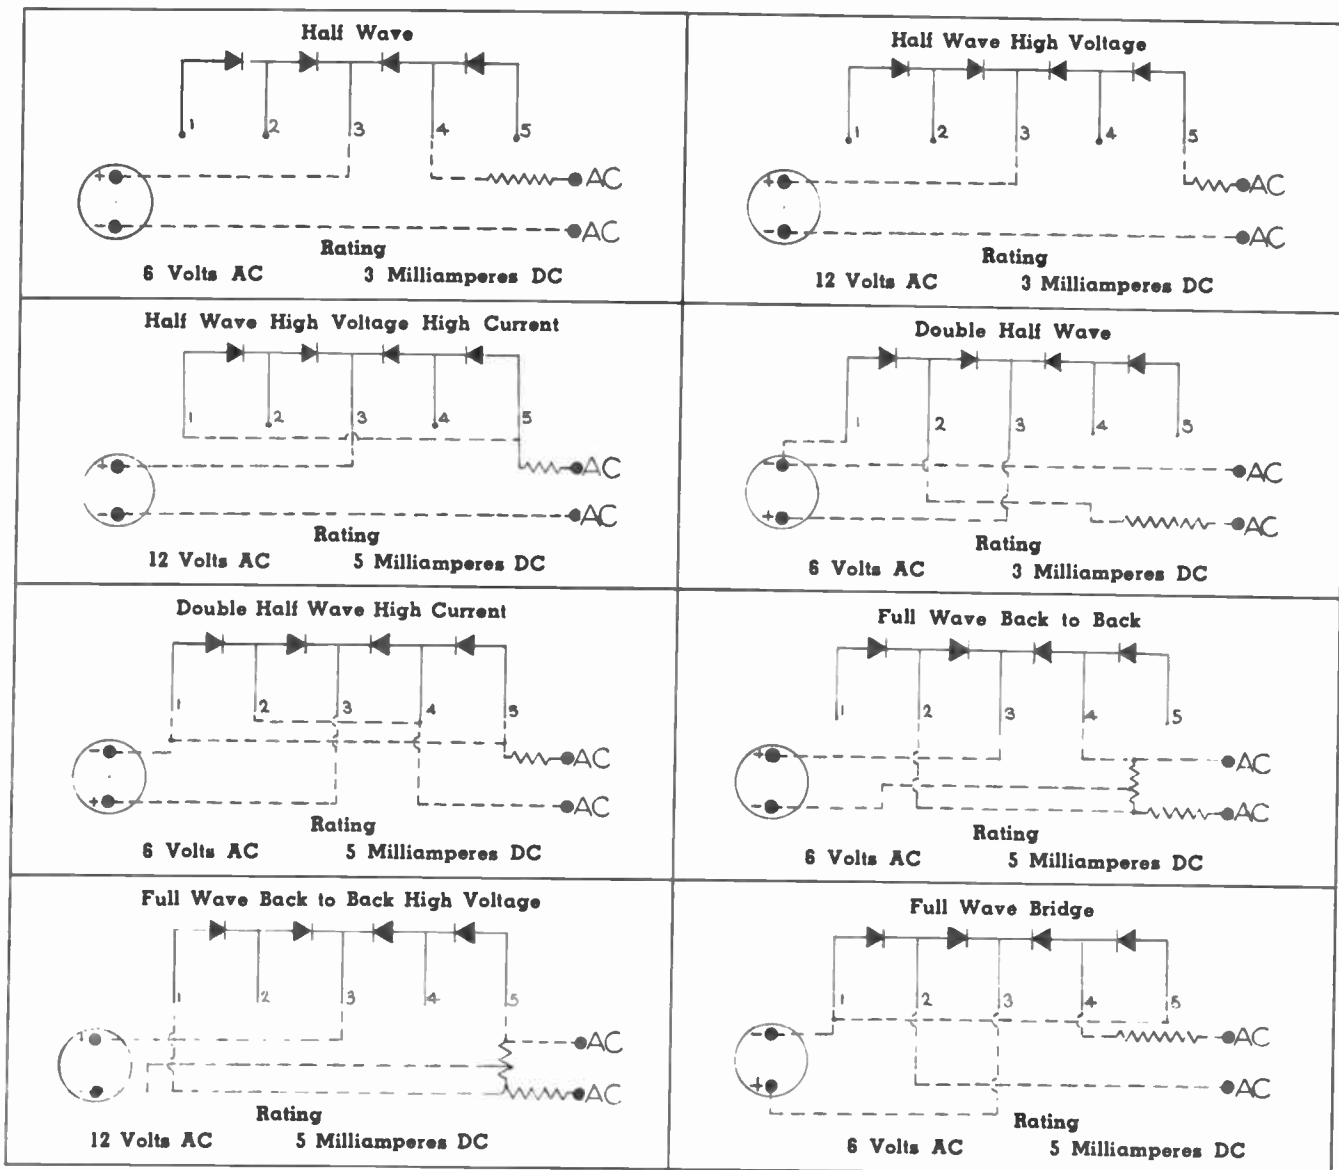 Half Wave
1 2 3 4 5
+ AC
- AC
Rating
6 Volts AC 3 Milliamperes DC
Half Wave High Voltage
1 2 3 4 5
+ AC
- AC
Rating
12 Volts AC 3 Milliamperes DC
Half Wave High Voltage High Current
1 2 3 4 5
+ AC
- AC
Rating
12 Volts AC 5 Milliamperes DC
Double Half Wave
1 2 3 4 5
- AC
+ AC
Rating
6 Volts AC 3 Milliamperes DC
Double Half Wave High Current
1 2 3 4 5
- AC
+ AC
Rating
6 Volts AC 5 Milliamperes DC
Full Wave Back to Back
1 2 3 4 5
+ AC
- AC
Rating
6 Volts AC 5 Milliamperes DC
Full Wave Back to Back High Voltage
1 2 3 4 5
+ AC
- AC
Rating
12 Volts AC 5 Milliamperes DC
Full Wave Bridge
1 2 3 4 5
- AC
+ AC
Rating
6 Volts AC 5 Milliamperes DC